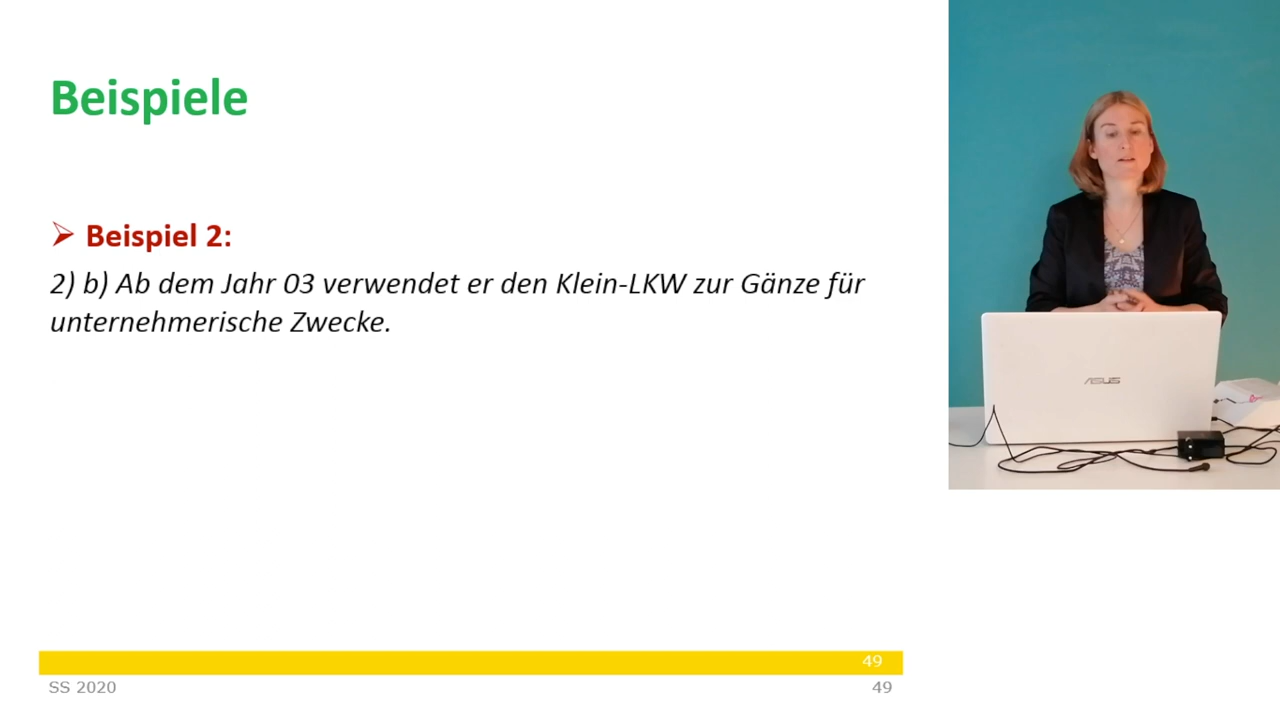 Beispiele
➢ Beispiel 2:
2) b) Ab dem Jahr 03 verwendet er den Klein-LKW zur Gänze für
unternehmerische Zwecke.
ASUS
49
SS 2020
49